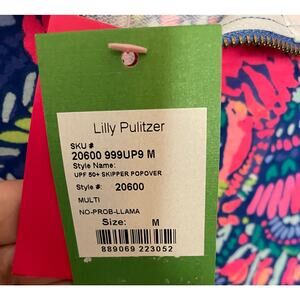 Lilly Pulitzer
SKU #
20600 999UP9 M
Style Name:
UPF 50+ SKIPPER POPOVER
Style #: 20600
MULTI
NO-PROB-LLAMA
Size: M
889069 223052